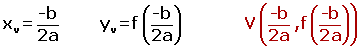 xᵥ = -b/2a   yᵥ = f(-b/2a)   V(-b/2a, f(-b/2a))